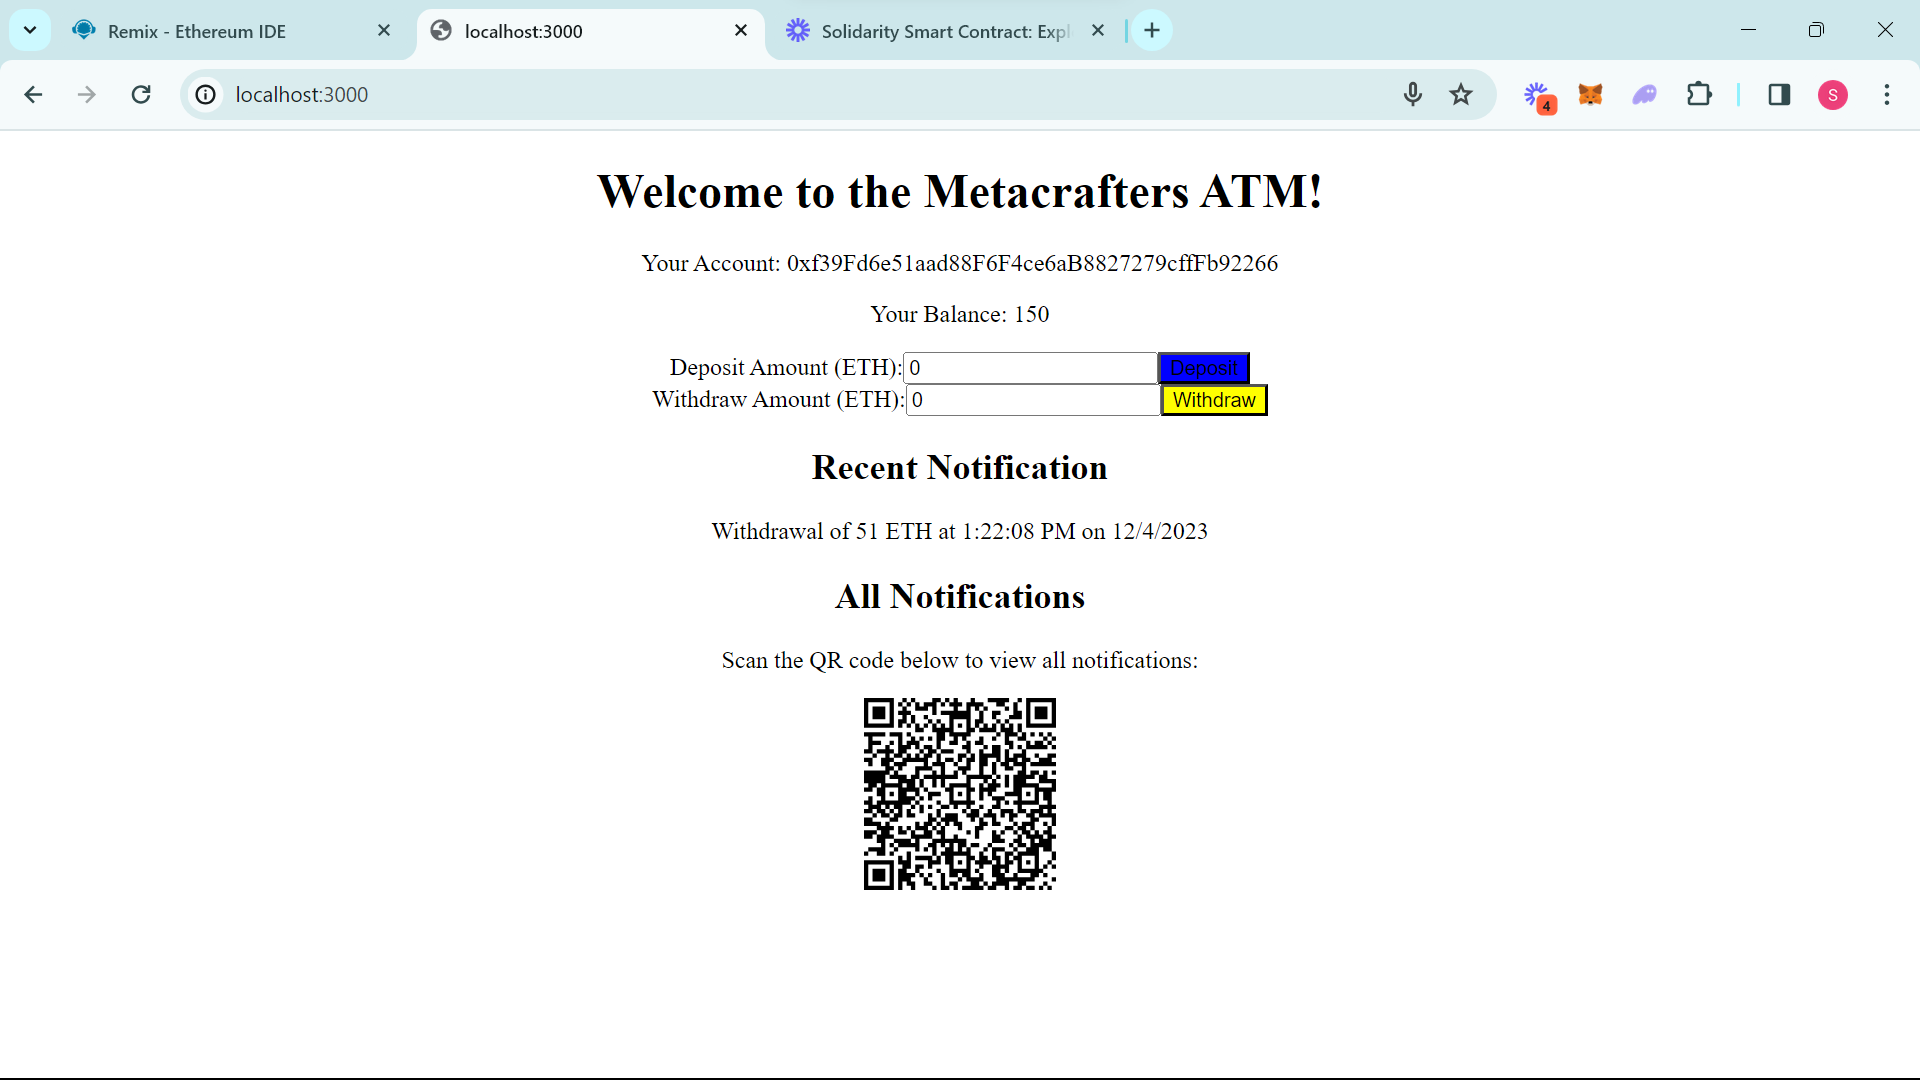 Remix - Ethereum IDE
localhost:3000
Solidarity Smart Contract: Expl
localhost:3000
4
S
Welcome to the Metacrafters ATM!
Your Account: 0xf39Fd6e51aad88F6F4ce6aB8827279cffFb92266
Your Balance: 150
Deposit Amount (ETH): 0 Deposit
Withdraw Amount (ETH): 0 Withdraw
Recent Notification
Withdrawal of 51 ETH at 1:22:08 PM on 12/4/2023
All Notifications
Scan the QR code below to view all notifications: